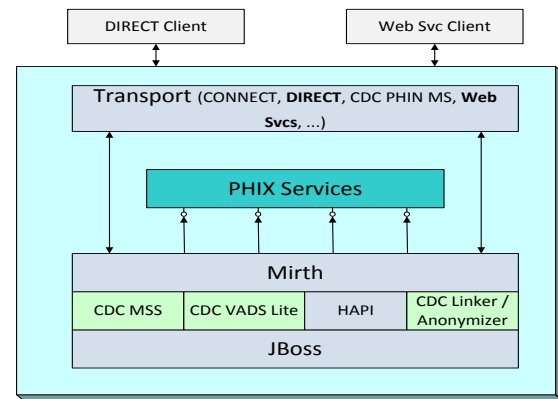 DIRECT Client
Web Svc Client
Transport (CONNECT, DIRECT, CDC PHIN MS, Web
Svcs, ...)
PHIX Services
Mirth
CDC MSS
CDC VADS Lite
HAPI
CDC Linker /
Anonymizer
JBoss